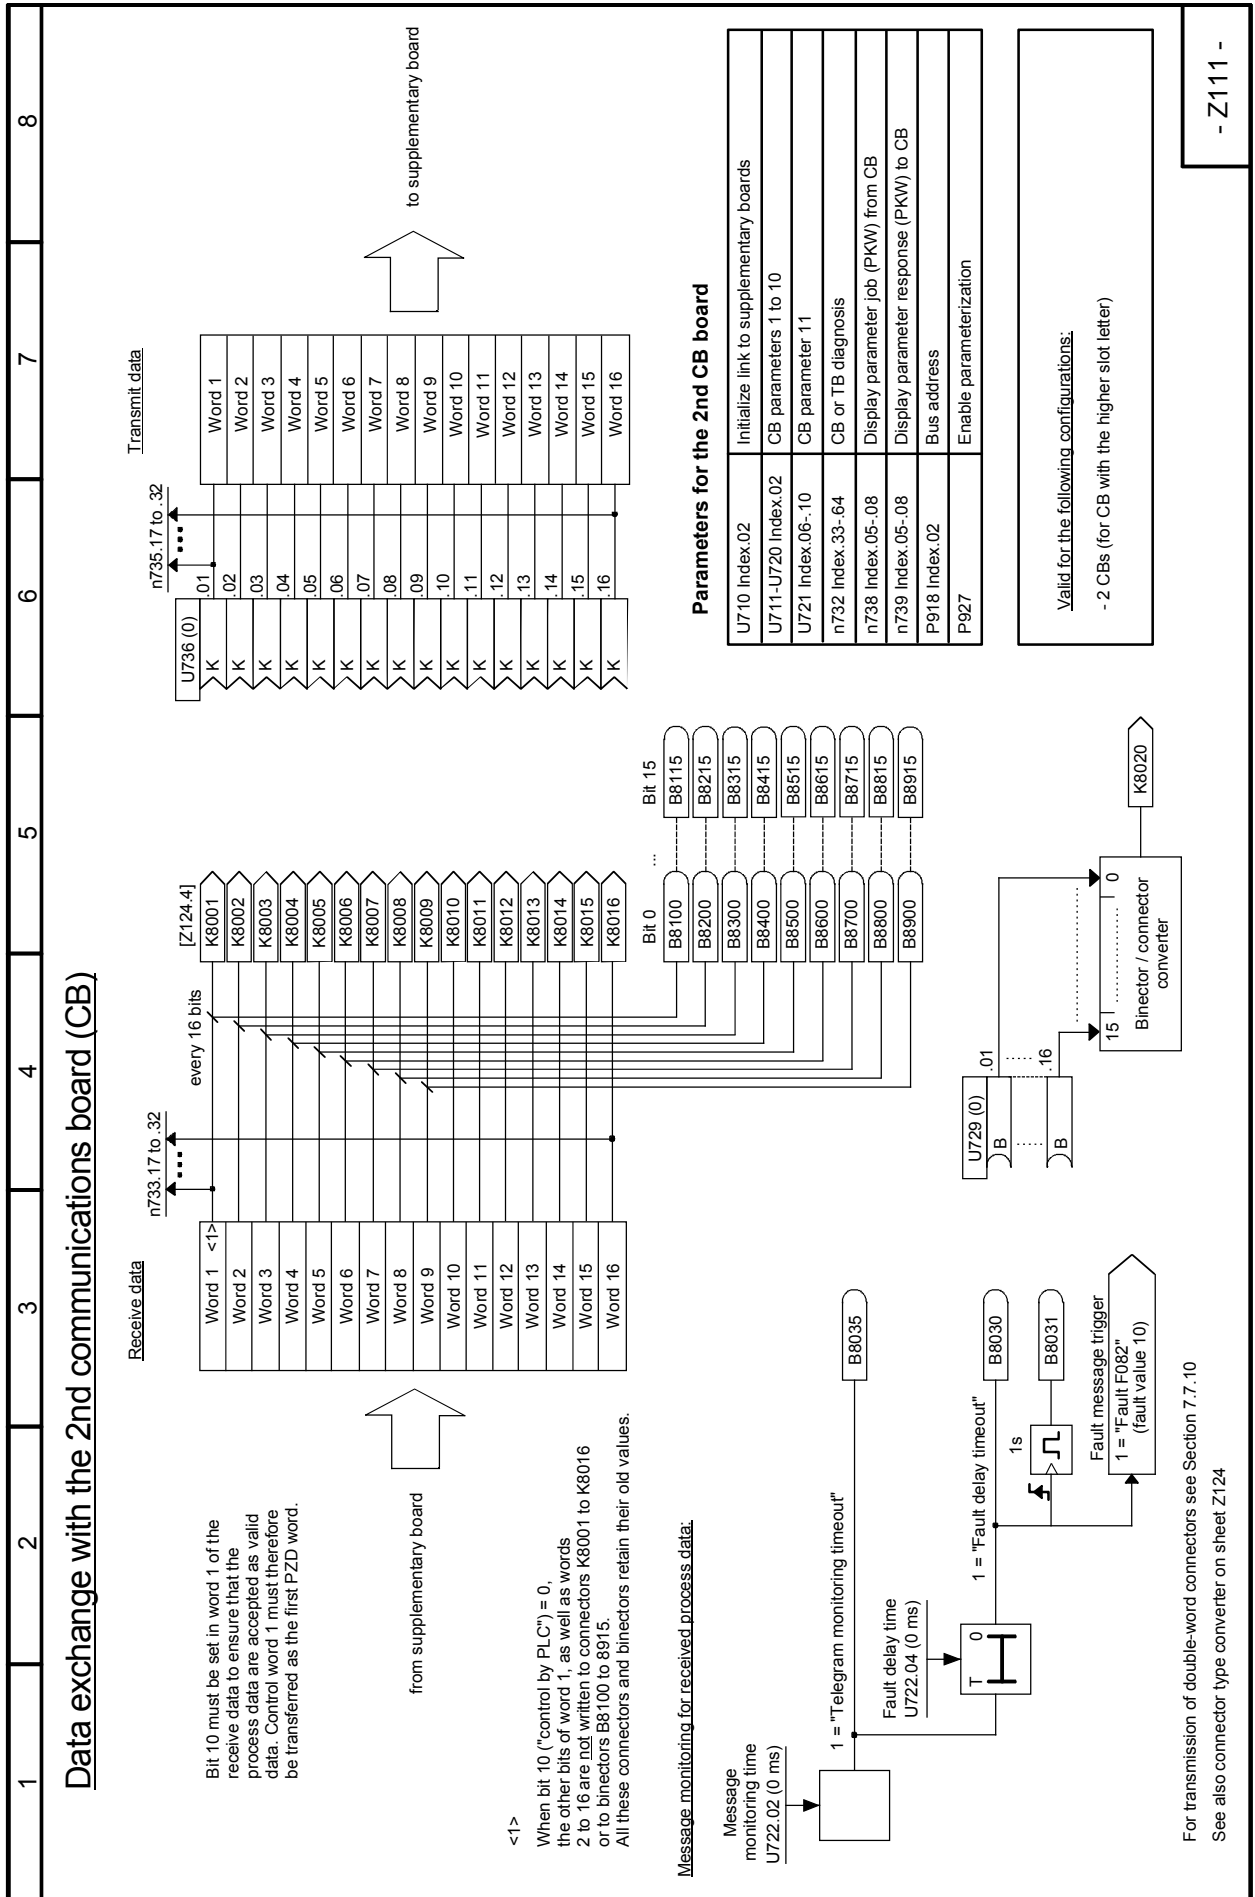 1 2 3 4 5 6 7 8
Data exchange with the 2nd communications board (CB)
Bit 10 must be set in word 1 of the
receive data to ensure that the
process data are accepted as valid
data. Control word 1 must therefore
be transferred as the first PZD word.
from supplementary board
<1>
When bit 10 ("control by PLC") = 0,
the other bits of word 1, as well as words
2 to 16 are not written to connectors K8001 to K8016
or to binectors B8100 to 8915.
All these connectors and binectors retain their old values.
Receive data
Word 1 <1>
Word 2
Word 3
Word 4
Word 5
Word 6
Word 7
Word 8
Word 9
Word 10
Word 11
Word 12
Word 13
Word 14
Word 15
Word 16
n733.17 to .32
every 16 bits
[Z124.4]
K8001
K8002
K8003
K8004
K8005
K8006
K8007
K8008
K8009
K8010
K8011
K8012
K8013
K8014
K8015
K8016
Bit 0 ... Bit 15
B8100 B8115
B8200 B8215
B8300 B8315
B8400 B8415
B8500 B8515
B8600 B8615
B8700 B8715
B8800 B8815
B8900 B8915
Transmit data
n735.17 to .32
U736 (0)
K .01 Word 1
K .02 Word 2
K .03 Word 3
K .04 Word 4
K .05 Word 5
K .06 Word 6
K .07 Word 7
K .08 Word 8
K .09 Word 9
K .10 Word 10
K .11 Word 11
K .12 Word 12
K .13 Word 13
K .14 Word 14
K .15 Word 15
K .16 Word 16
to supplementary board
Message monitoring for received process data:
Message
monitoring time
U722.02 (0 ms)
1 = "Telegram monitoring timeout"
B8035
Fault delay time
U722.04 (0 ms)
T 0
1 = "Fault delay timeout"
B8030
1s
B8031
Fault message trigger
1 = "Fault F082"
(fault value 10)
U729 (0)
B .01
..... .....
B .16
15 ............ 0
Binector / connector
converter
K8020
Parameters for the 2nd CB board
U710 Index.02 Initialize link to supplementary boards
U711-U720 Index.02 CB parameters 1 to 10
U721 Index.06-.10 CB parameter 11
n732 Index.33-.64 CB or TB diagnosis
n738 Index.05-.08 Display parameter job (PKW) from CB
n739 Index.05-.08 Display parameter response (PKW) to CB
P918 Index.02 Bus address
P927 Enable parameterization
Valid for the following configurations:
- 2 CBs (for CB with the higher slot letter)
For transmission of double-word connectors see Section 7.7.10
See also connector type converter on sheet Z124
- Z111 -